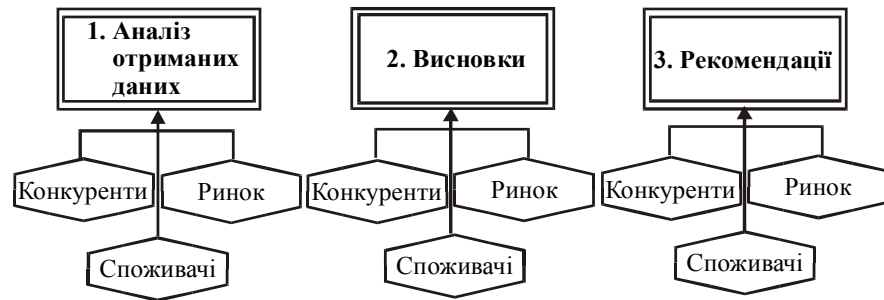 1. Аналіз
отриманих
даних
2. Висновки
3. Рекомендації
Конкуренти
Ринок
Споживачі
Конкуренти
Ринок
Споживачі
Конкуренти
Ринок
Споживачі